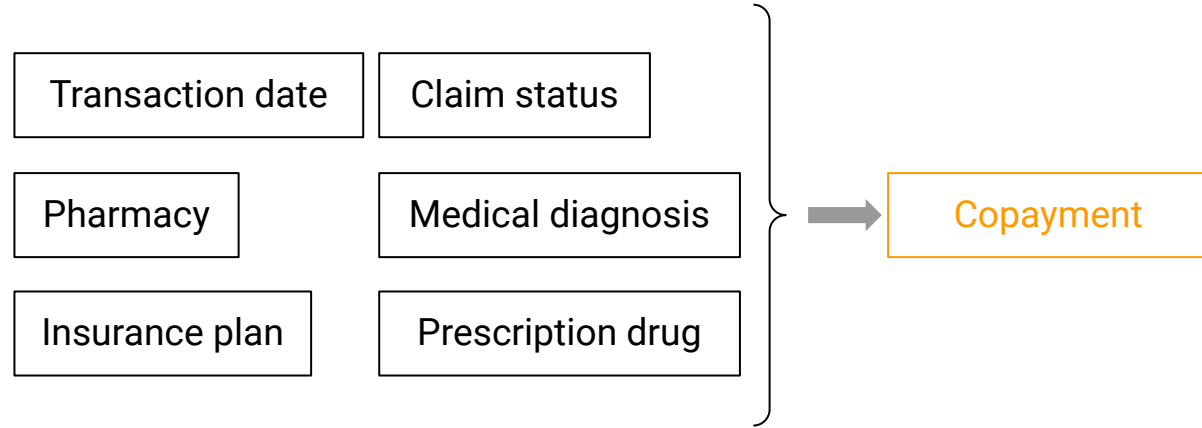 Transaction date
Claim status
Pharmacy
Medical diagnosis
Copayment
Insurance plan
Prescription drug